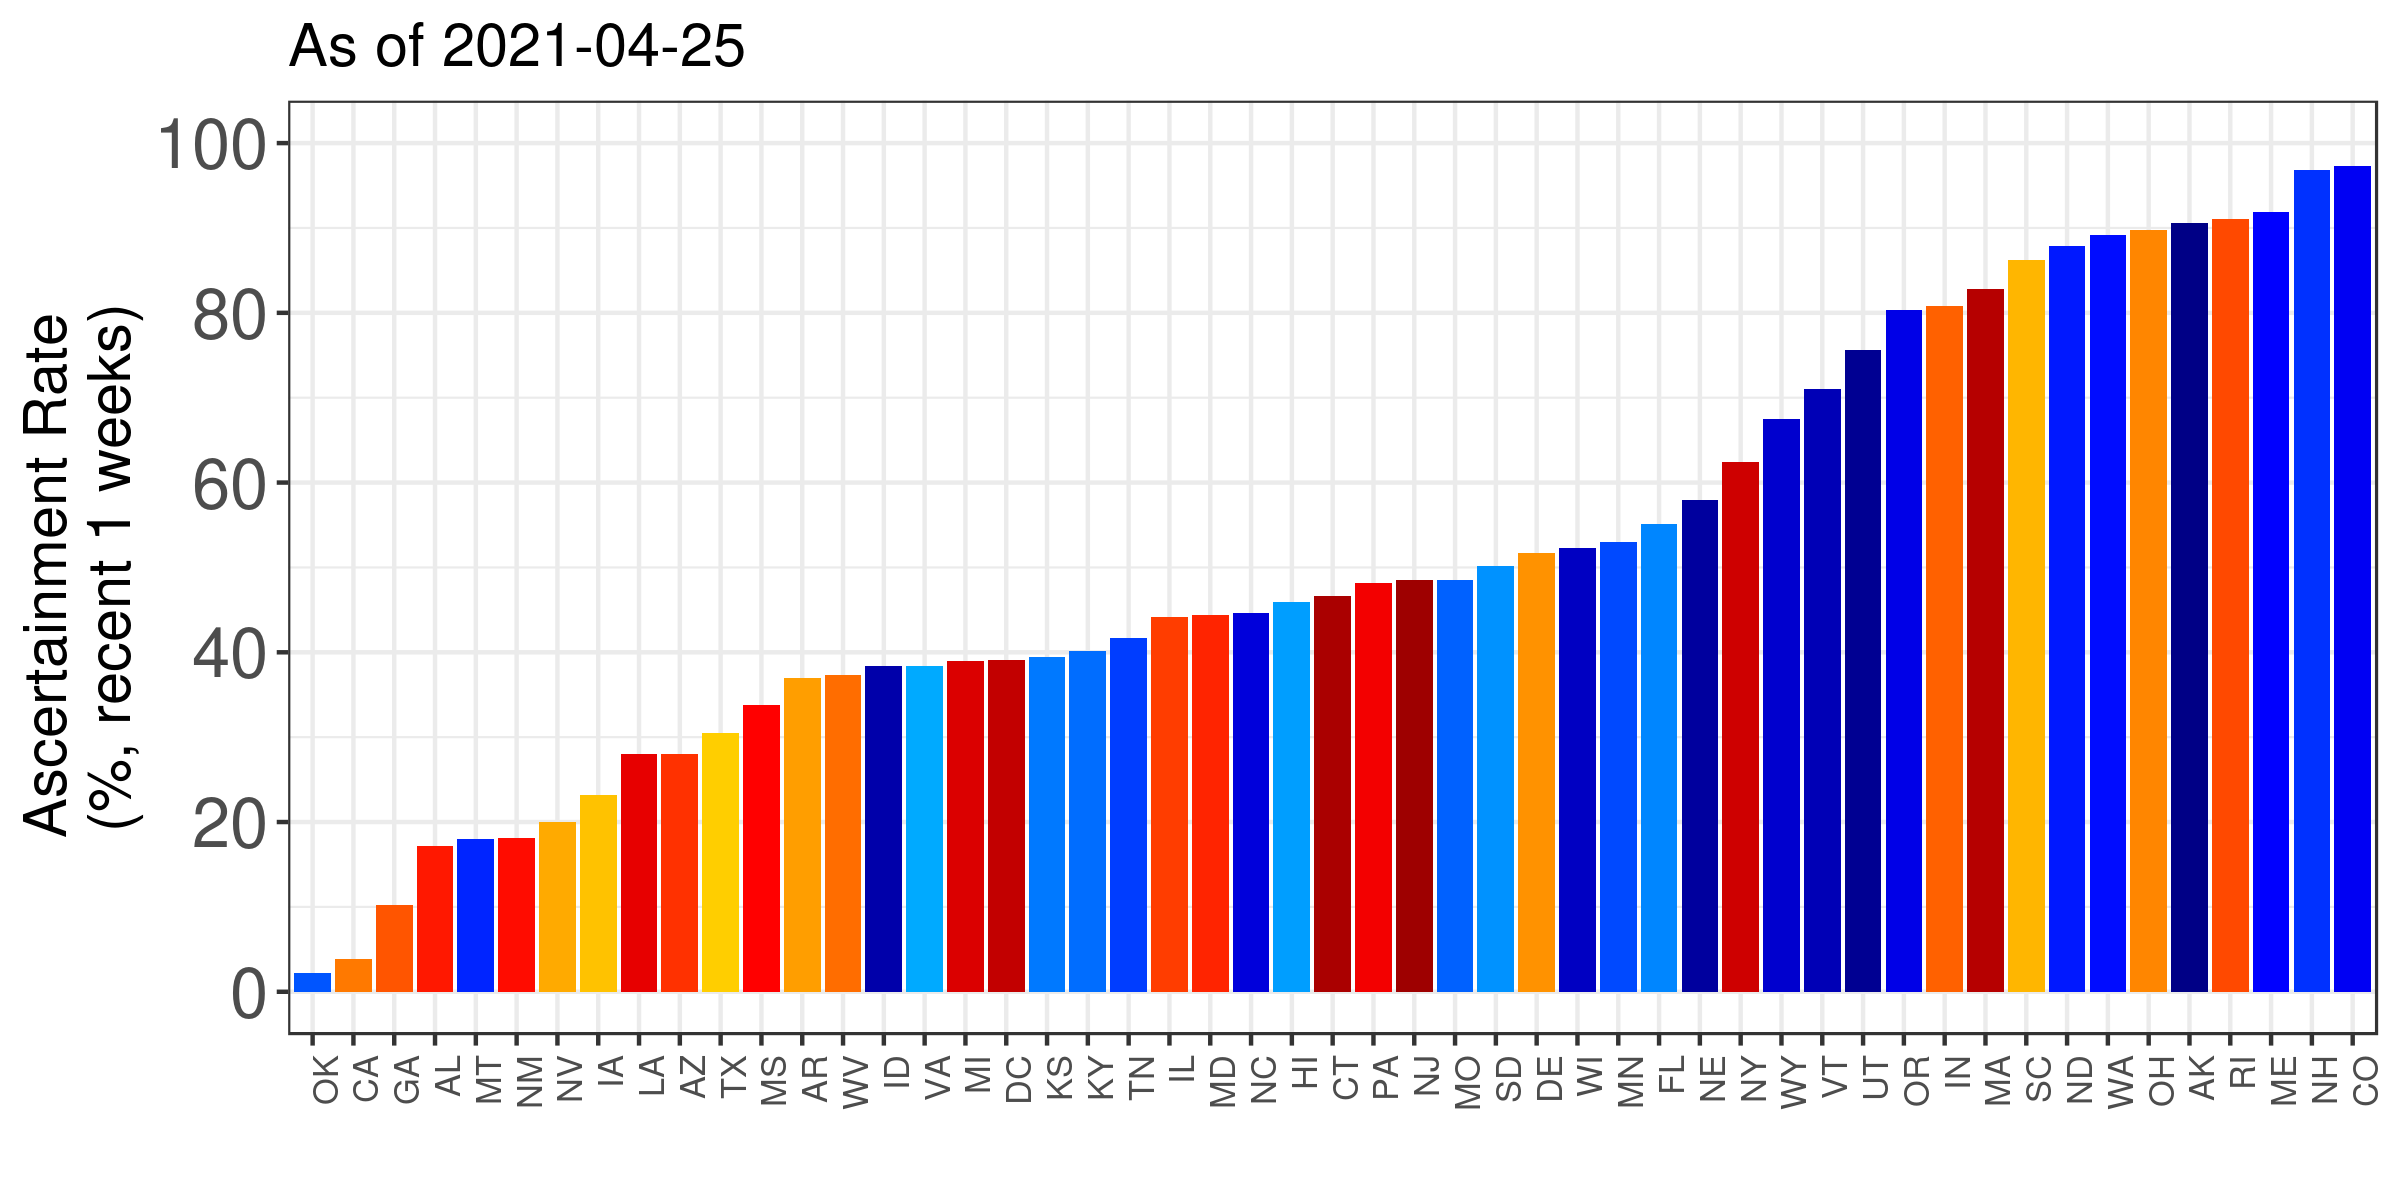 As of 2021-04-25
Ascertainment Rate
(%, recent 1 weeks)
100
80
60
40
20
0
OK CA GA AL MT NM NV IA LA AZ TX MS AR WV ID VA MI DC KS KY TN IL MD NC HI CT PA NJ MO SD DE WI MN FL NE NY WY VT UT OR IN MA SC ND WA OH AK RI ME NH CO